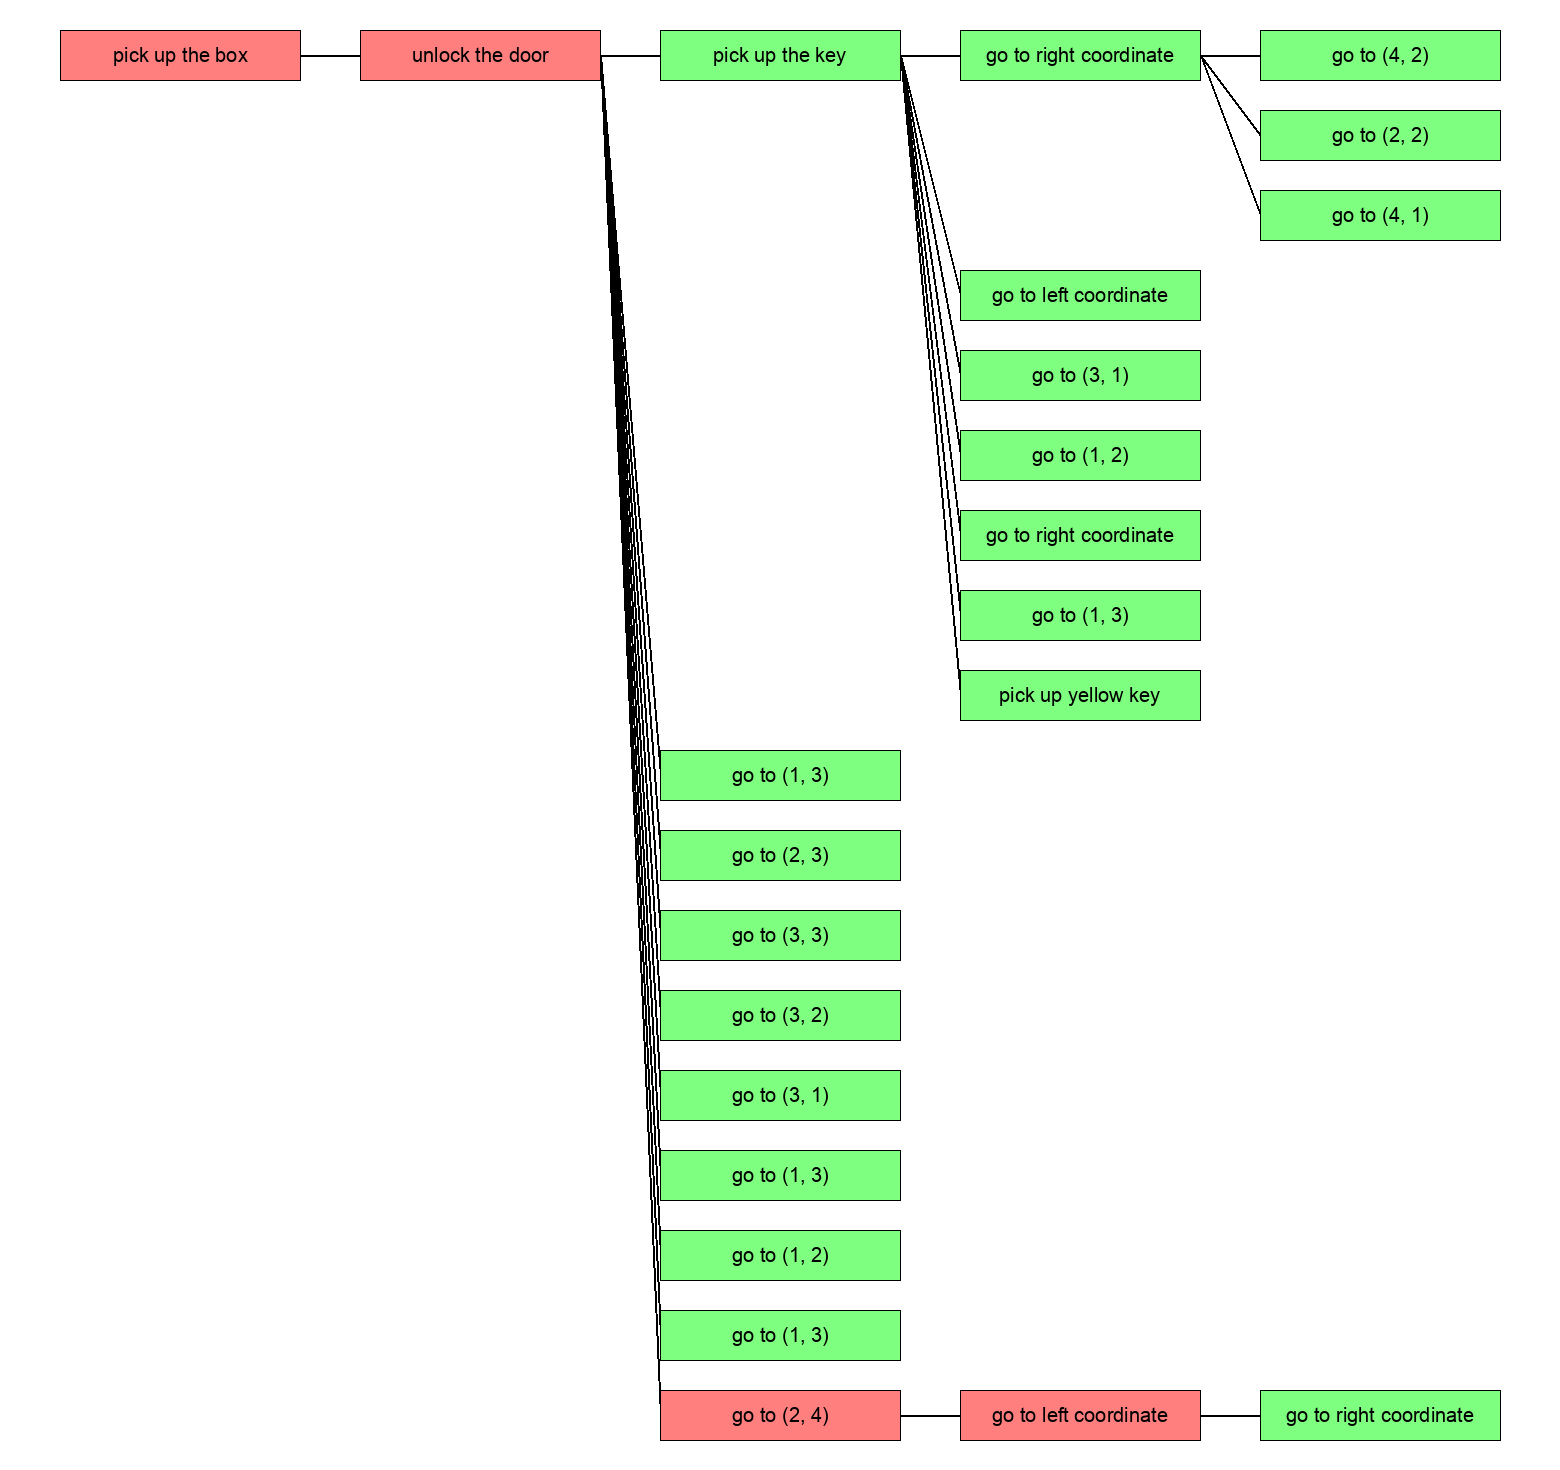 pick up the box
unlock the door
pick up the key
go to right coordinate
go to (4, 2)
go to (2, 2)
go to (4, 1)
go to left coordinate
go to (3, 1)
go to (1, 2)
go to right coordinate
go to (1, 3)
pick up yellow key
go to (1, 3)
go to (2, 3)
go to (3, 3)
go to (3, 2)
go to (3, 1)
go to (1, 3)
go to (1, 2)
go to (1, 3)
go to (2, 4)
go to left coordinate
go to right coordinate